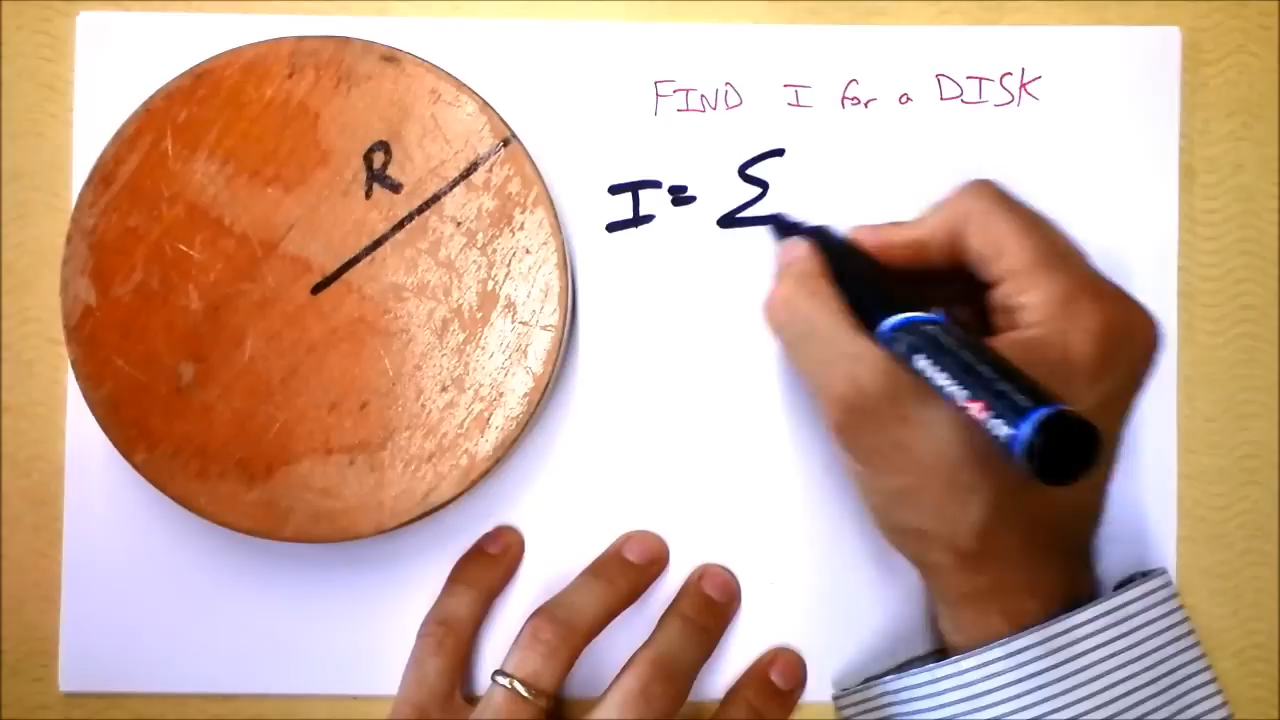 FIND I for a DISK
R
I = Σ